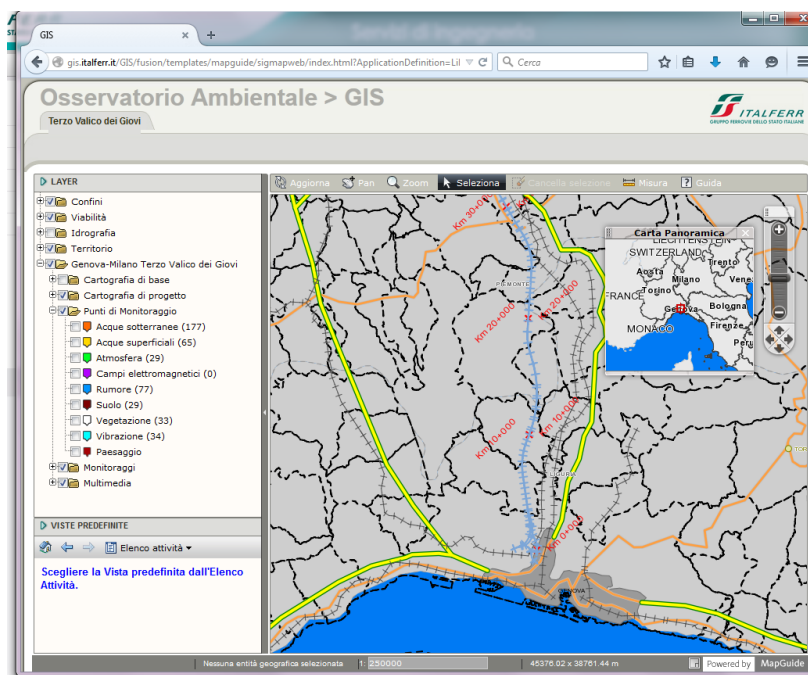 GIS
gis.italferr.it/GIS/fusion/templates/mapguide/sigmapweb/index.html?ApplicationDefinition=Lil
Cerca
Osservatorio Ambientale > GIS
Terzo Valico dei Giovi
ITALFERR
GRUPPO FERROVIE DELLO STATO ITALIANE
LAYER
Aggiorna Pan Zoom Seleziona Cancella selezione Misura Guida
Confini
Viabilità
Idrografia
Territorio
Genova-Milano Terzo Valico dei Giovi
Cartografia di base
Cartografia di progetto
Punti di Monitoraggio
Acque sotterranee (177)
Acque superficiali (65)
Atmosfera (29)
Campi elettromagnetici (0)
Rumore (77)
Suolo (29)
Vegetazione (33)
Vibrazione (34)
Paesaggio
Monitoraggi
Multimedia
VISTE PREDEFINITE
Elenco attività
Scegliere la Vista predefinita dall'Elenco
Attività.
Km 30+000
PIEMONTE
Km 20+000
Km 20+000
Km 10+000
Km 10+000
Km 0+000
GENOVA
Carta Panoramica
LIECHTENSTEIN
SWITZERLAND
Trento
Aosta
Milano
Vene
FRANCE
Torino
Genova
Bologna
MONACO
Firenze
Peru
Nessuna entità geografica selezionata
1: 250000
45376.02 x 38761.44 m
Powered by MapGuide